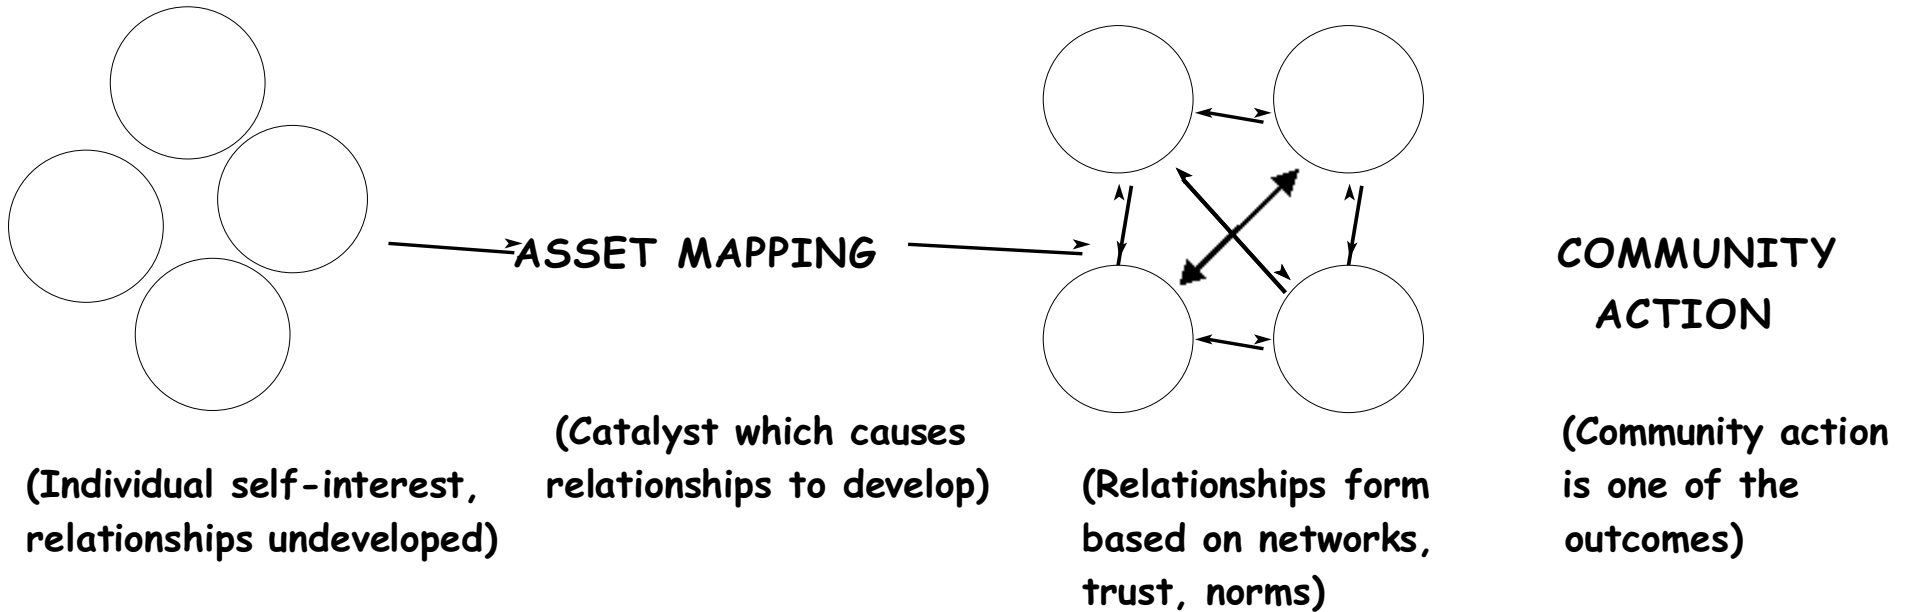 ASSET MAPPING
COMMUNITY
ACTION
(Individual self-interest,
relationships undeveloped)
(Catalyst which causes
relationships to develop)
(Relationships form
based on networks,
trust, norms)
(Community action
is one of the
outcomes)